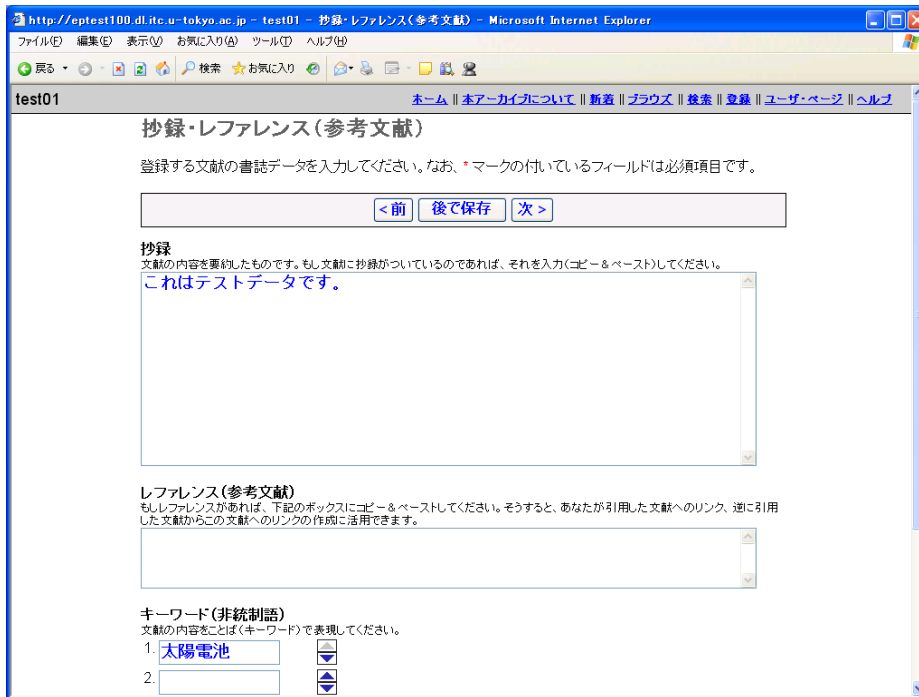 http://eptest100.dl.itc.u-tokyo.ac.jp - test01 - 抄録・レファレンス(参考文献) - Microsoft Internet Explorer
ファイル(F) 編集(E) 表示(V) お気に入り(A) ツール(T) ヘルプ(H)
戻る 検索 お気に入り
test01 ホーム || 本アーカイブについて || 新着 || ブラウズ || 検索 || 登録 || ユーザ・ページ || ヘルプ
抄録・レファレンス(参考文献)
登録する文献の書誌データを入力してください。なお、* マークの付いているフィールドは必須項目です。
< 前 後で保存 次 >
抄録
文献の内容を要約したものです。もし文献に抄録がついているのであれば、それを入力(コピー&ペースト)してください。
これはテストデータです。
レファレンス(参考文献)
もしレファレンスがあれば、下記のボックスにコピー&ペーストしてください。そうすると、あなたが引用した文献へのリンク、逆に引用
した文献からこの文献へのリンクの作成に活用できます。
キーワード(非統制語)
文献の内容をことば(キーワード)で表現してください。
1. 太陽電池
2.